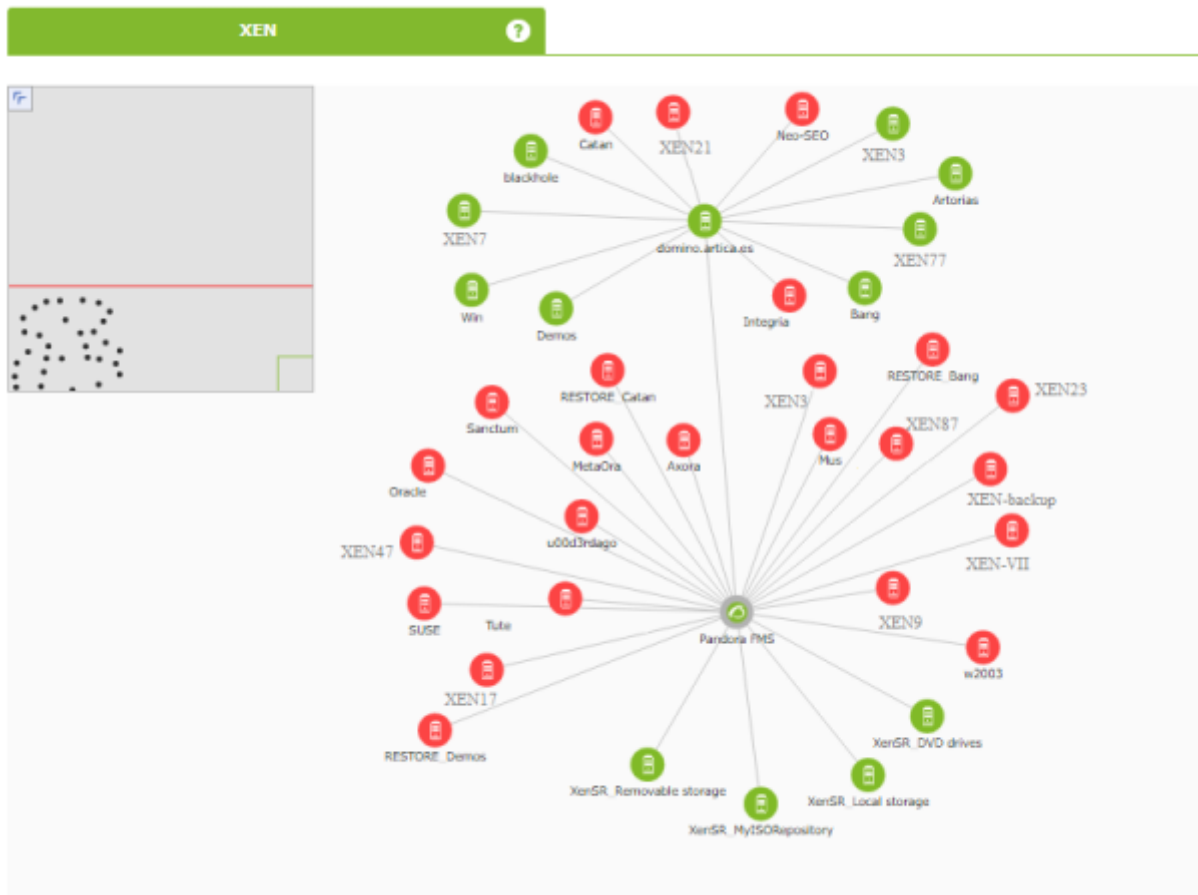 XEN
?
Catan
XEN21
Neo-SEO
XEN3
blackhole
Artorias
XEN7
domino.artica.es
XEN77
Win
Demos
Integria
Bang
RESTORE_Catan
XEN3
RESTORE_Bang
XEN23
Sanctum
MetaOra
Axora
Mus
XEN87
Oracle
XEN-backup
u00d3rdago
XEN47
XEN-VII
SUSE
Tute
XEN9
Pandora FMS
w2003
XEN17
RESTORE_Demos
XenSR_DVD drives
XenSR_Removable storage
XenSR_Local storage
XenSR_MyISORepository